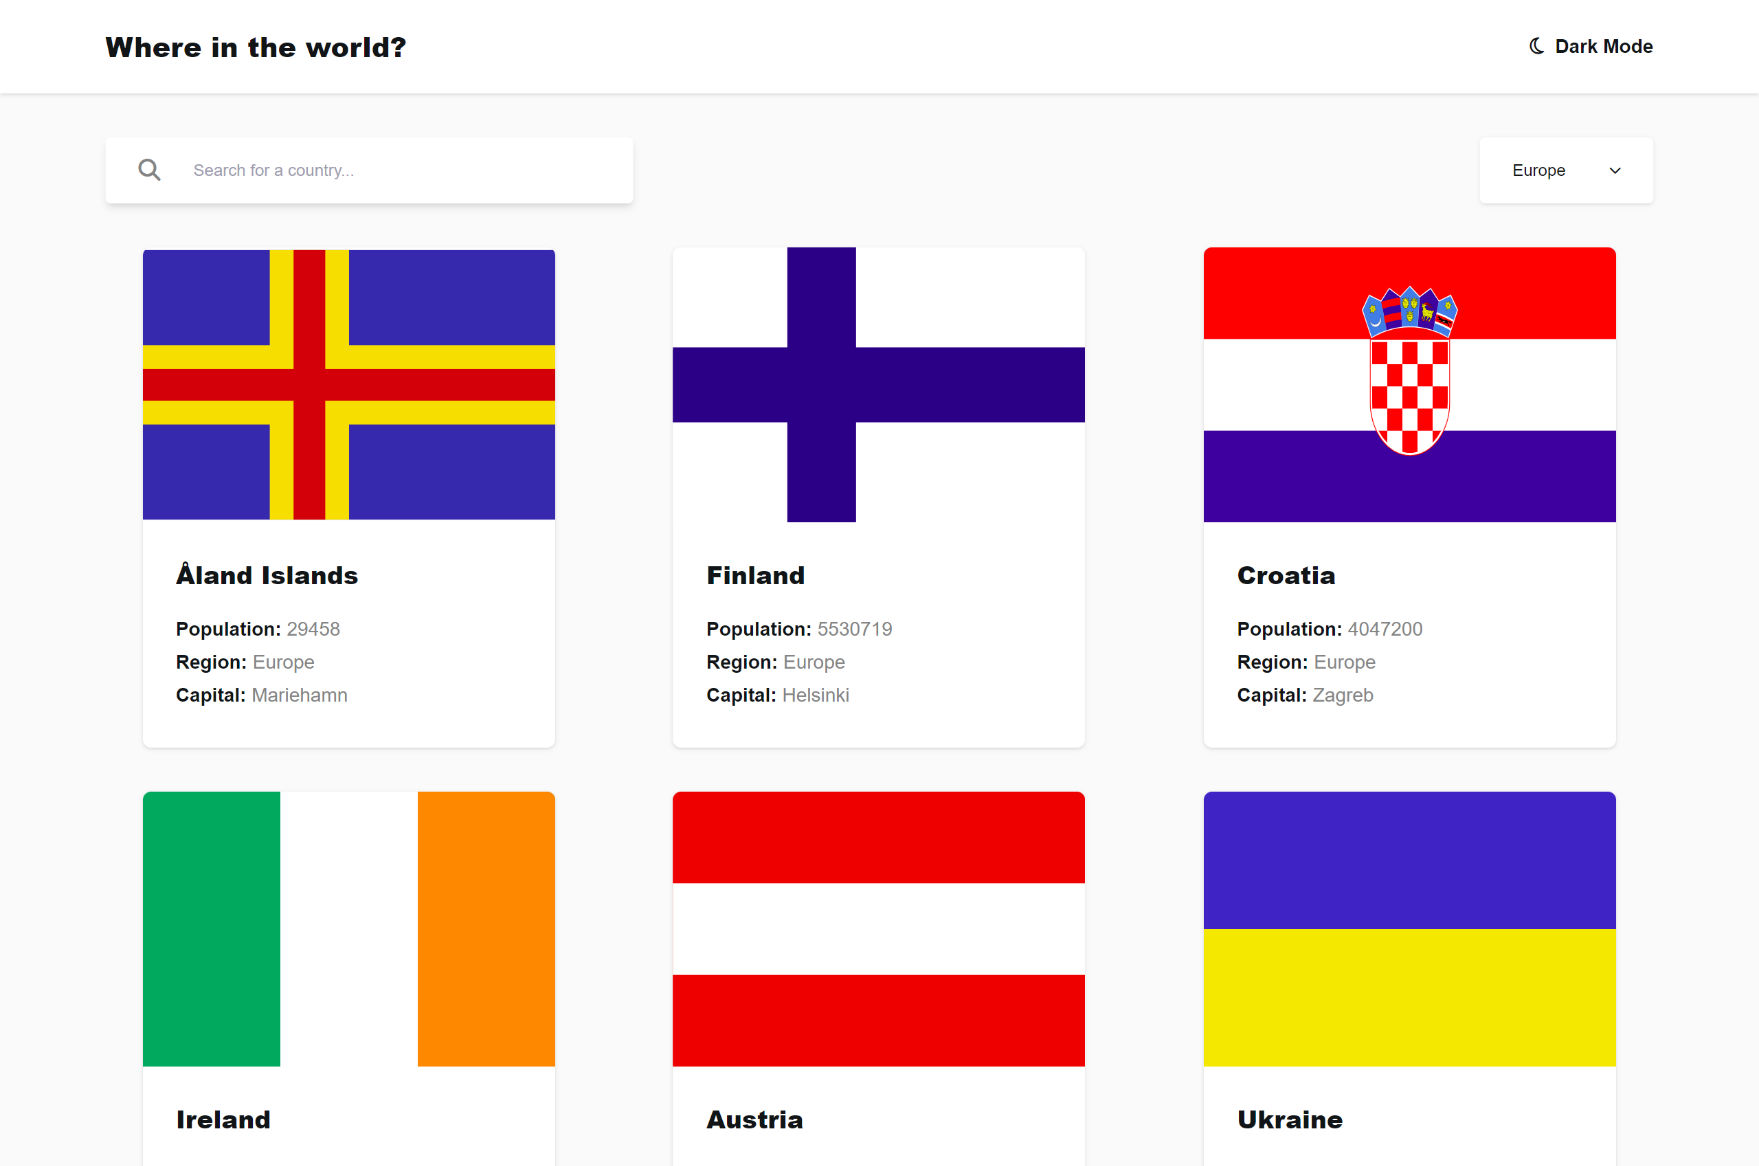 Where in the world?
Dark Mode
Search for a country...
Europe
Åland Islands
Population: 29458
Region: Europe
Capital: Mariehamn
Finland
Population: 5530719
Region: Europe
Capital: Helsinki
Croatia
Population: 4047200
Region: Europe
Capital: Zagreb
Ireland
Austria
Ukraine